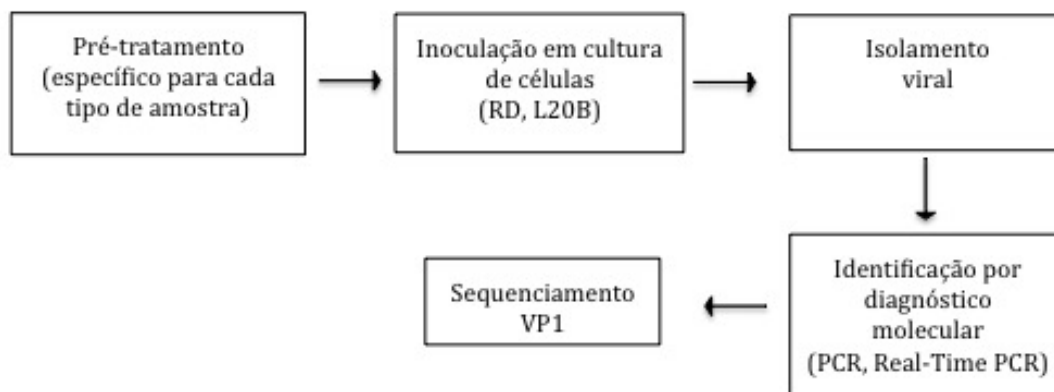 Pré-tratamento
(específico para cada
tipo de amostra)
Inoculação em cultura
de células
(RD, L20B)
Isolamento
viral
Identificação por
diagnóstico
molecular
(PCR, Real-Time PCR)
Sequenciamento
VP1